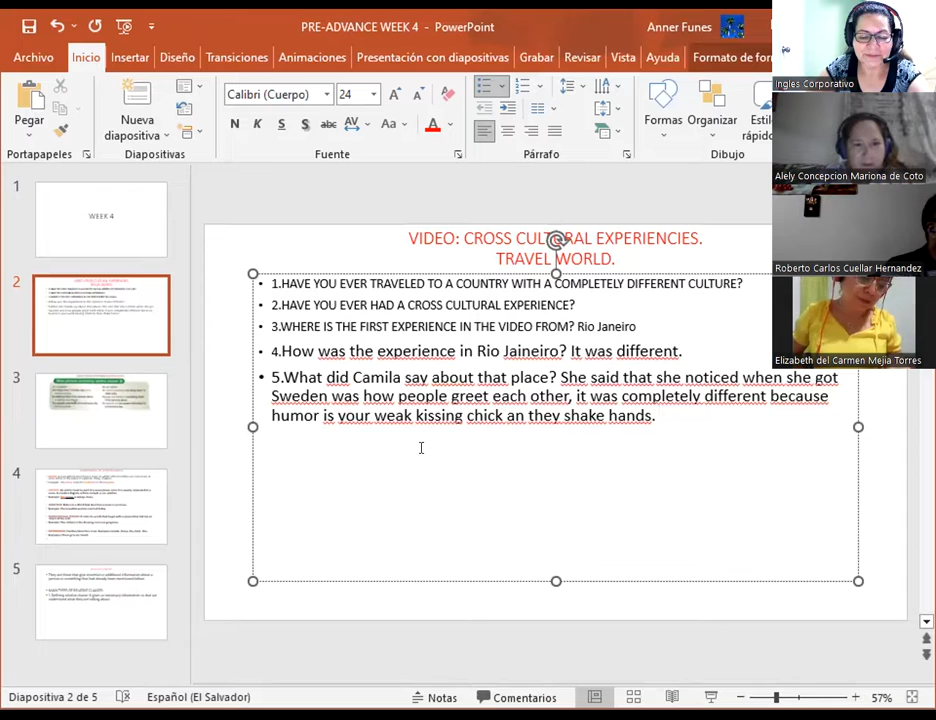 PRE-ADVANCE WEEK 4 - PowerPoint
Anner Funes
Archivo Inicio Insertar Diseño Transiciones Animaciones Presentación con diapositivas Grabar Revisar Vista Ayuda Formato de for
Calibri (Cuerpo) 24
Pegar
Nueva
diapositiva
N K S S abc AV Aa A
Formas Organizar Estil
rápid
Portapapeles Diapositivas Fuente Párrafo Dibujo
Ingles Corporativo
Alely Concepcion Mariona de Coto
Roberto Carlos Cuellar Hernandez
Elizabeth del Carmen Mejia Torres
1
WEEK 4
2
3
4
5
VIDEO: CROSS CULTURAL EXPERIENCES.
TRAVEL WORLD.
• 1.HAVE YOU EVER TRAVELED TO A COUNTRY WITH A COMPLETELY DIFFERENT CULTURE?
• 2.HAVE YOU EVER HAD A CROSS CULTURAL EXPERIENCE?
• 3.WHERE IS THE FIRST EXPERIENCE IN THE VIDEO FROM? Rio Janeiro
• 4.How was the experience in Rio Jaineiro? It was different.
• 5.What did Camila say about that place? She said that she noticed when she got
Sweden was how people greet each other, it was completely different because
humor is your weak kissing chick an they shake hands.
Diapositiva 2 de 5 Español (El Salvador) Notas Comentarios 57%